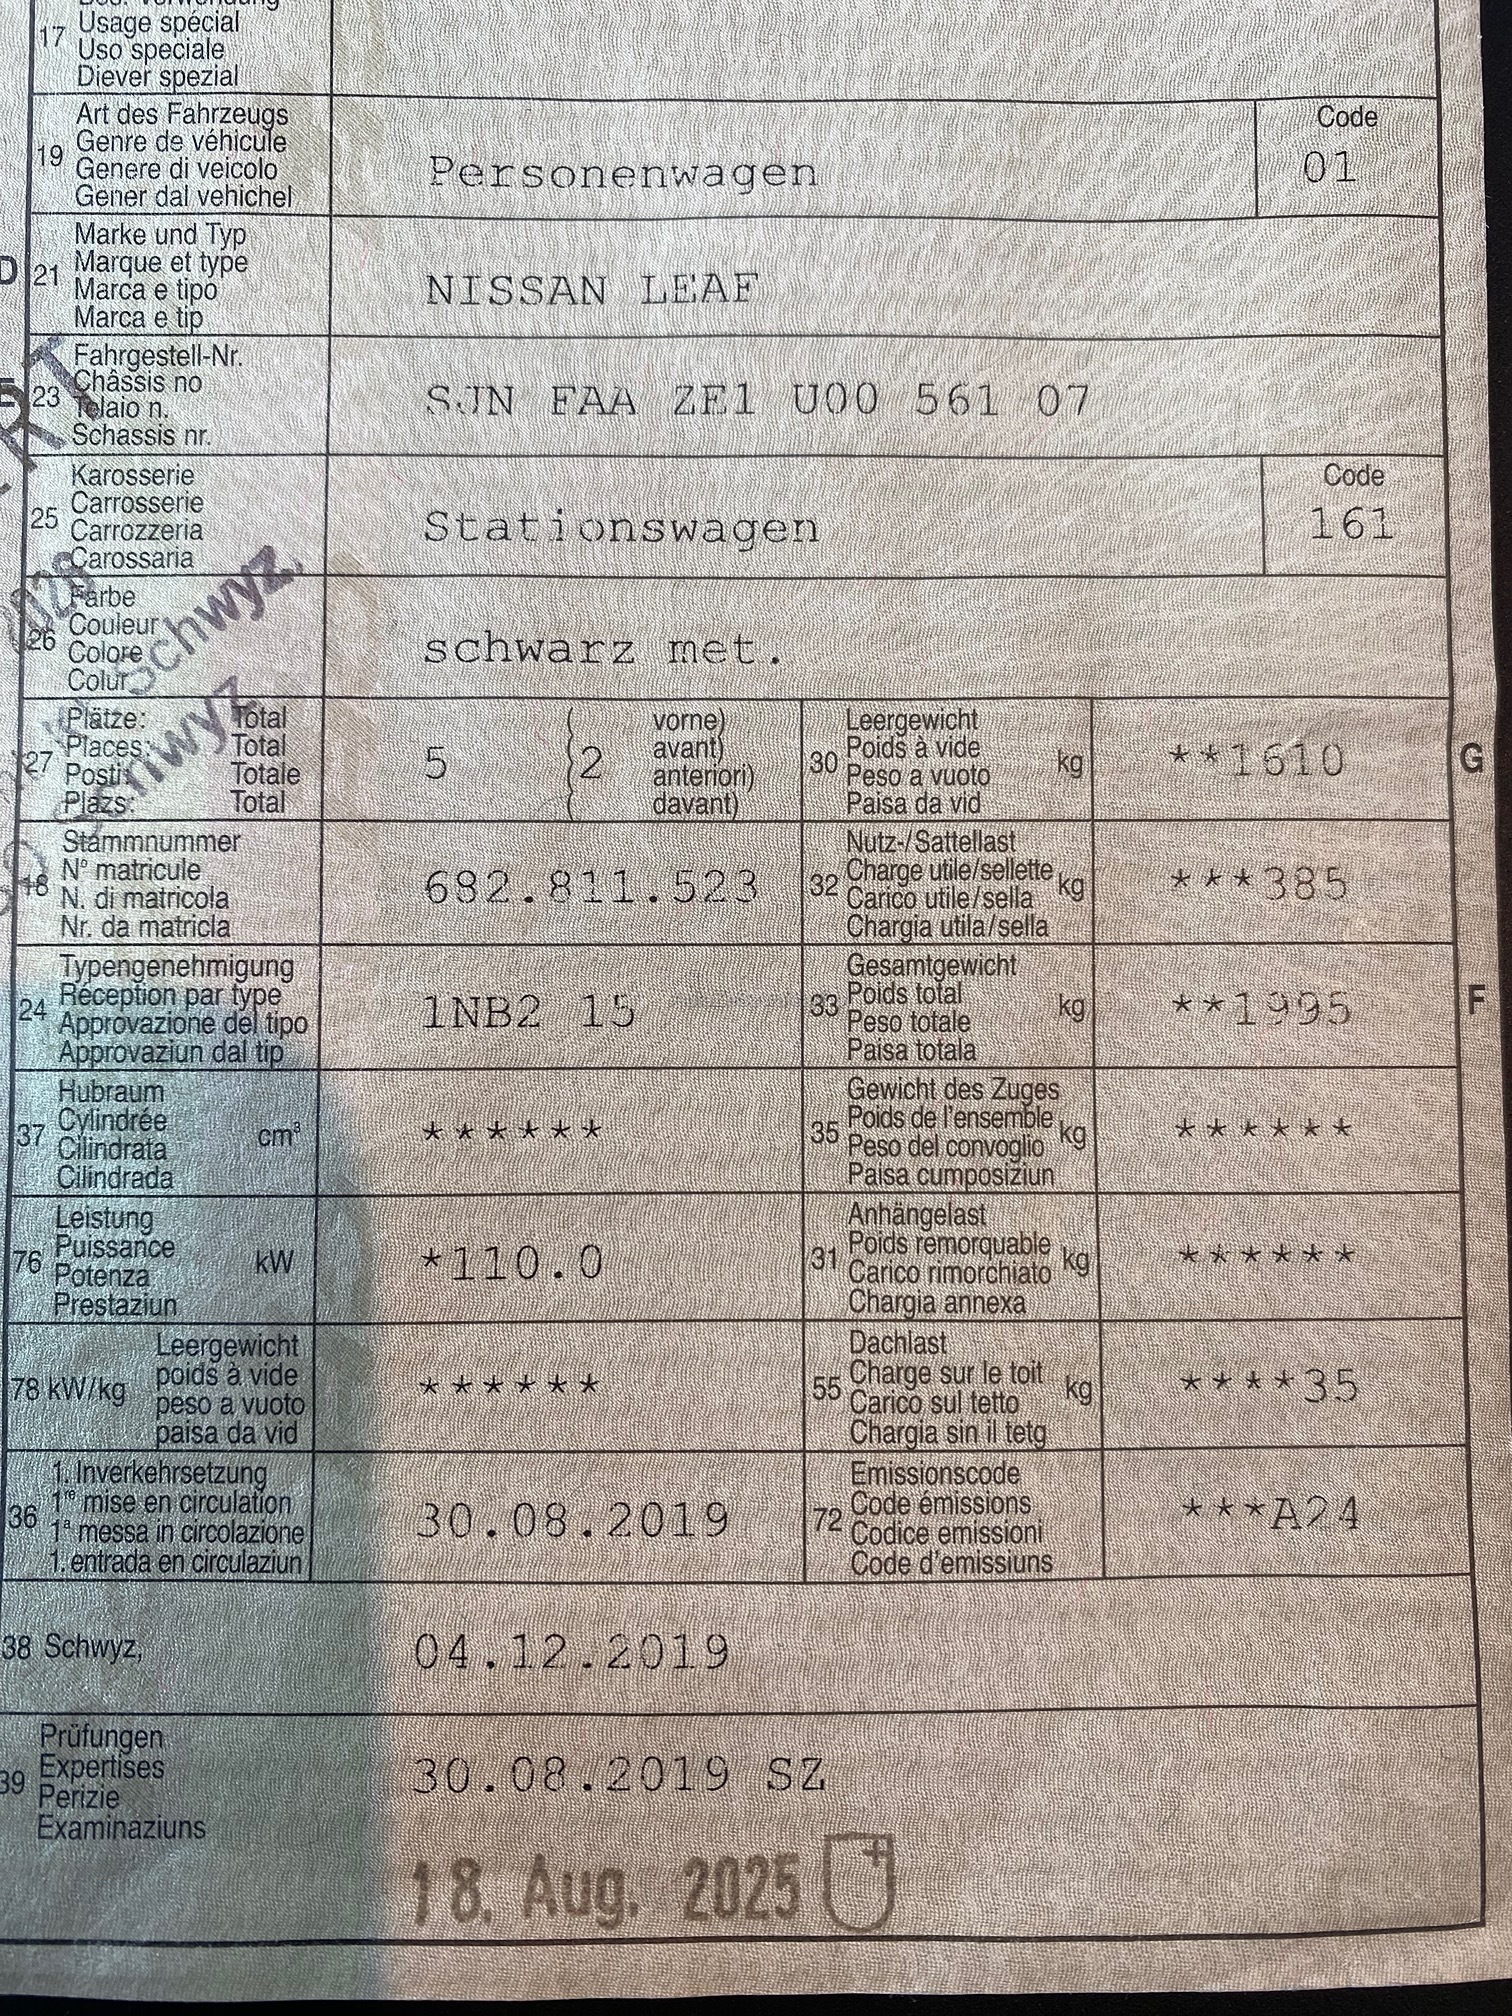 17 Usage spécial
Uso speciale
Diever spezial
19 Art des Fahrzeugs
Genre de véhicule
Genere di veicolo
Gener dal vehichel
Personenwagen
Code
01
D 21 Marke und Typ
Marque et type
Marca e tipo
Marca e tip
NISSAN LEAF
23 Fahrgestell-Nr.
Châssis no
Telaio n.
Schassis nr.
SJN FAA ZE1 U00 561 07
25 Karosserie
Carrosserie
Carrozzeria
Carossaria
Stationswagen
Code
161
26 Farbe
Couleur
Colore
Colur
schwarz met.
Schwyz
Schwyz
27 Plätze: Total
Places: Total
Posti: Totale
Plazs: Total
5
( 2 vorne)
avant)
anteriori)
davant)
30 Leergewicht
Poids à vide
Peso a vuoto
Paisa da vid
kg
**1610
G
18 Stammnummer
N° matricule
N. di matricola
Nr. da matricla
682.811.523
32 Nutz-/Sattellast
Charge utile/sellette
Carico utile/sella
Chargia utila/sella
kg
***385
24 Typengenehmigung
Réception par type
Approvazione del tipo
Approvaziun dal tip
1NB2 15
33 Gesamtgewicht
Poids total
Peso totale
Paisa totala
kg
**1995
F
37 Hubraum
Cylindrée
Cilindrata
Cilindrada
cm³
******
35 Gewicht des Zuges
Poids de l'ensemble
Peso del convoglio
Paisa cumposiziun
kg
******
76 Leistung
Puissance
Potenza
Prestaziun
kW
*110.0
31 Anhängelast
Poids remorquable
Carico rimorchiato
Chargia annexa
kg
******
78 kW/kg
Leergewicht
poids à vide
peso a vuoto
paisa da vid
******
55 Dachlast
Charge sur le toit
Carico sul tetto
Chargia sin il tetg
kg
****35
36 1. Inverkehrsetzung
1re mise en circulation
1a messa in circolazione
1. entrada en circulaziun
30.08.2019
72 Emissionscode
Code émissions
Codice emissioni
Code d'emissiuns
***A24
38 Schwyz,
04.12.2019
39 Prüfungen
Expertises
Perizie
Examinaziuns
30.08.2019 SZ
18. Aug. 2025